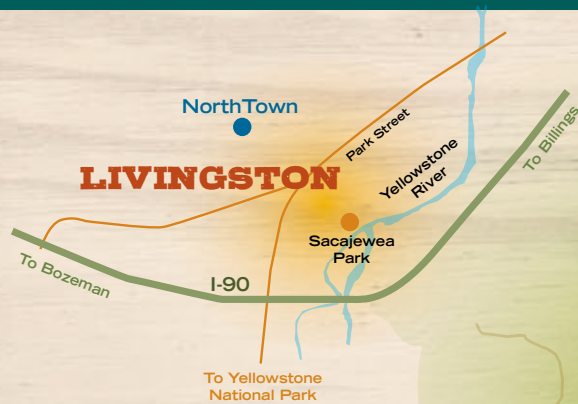 NorthTown
Park Street
LIVINGSTON
Yellowstone
River
To Billings
Sacajewea
Park
To Bozeman
I-90
To Yellowstone
National Park